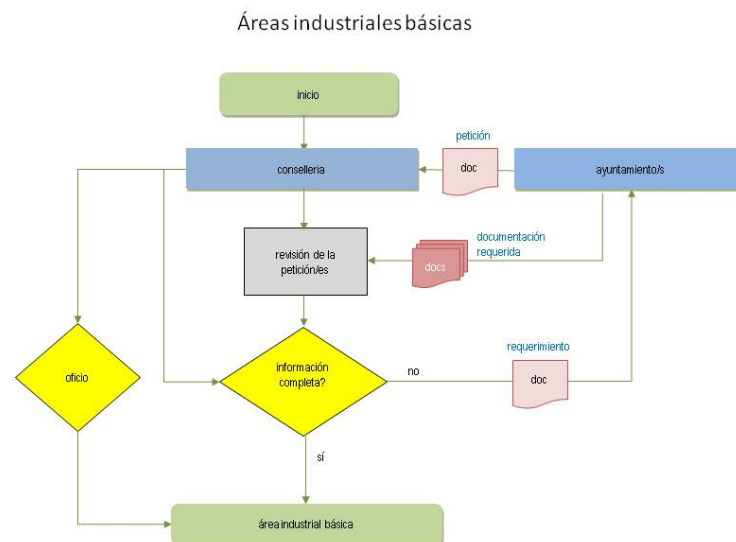 Áreas industriales básicas
inicio
petición
conselleria
doc
ayuntamiento/s
documentación
requerida
revisión de la
petición/es
docs
requerimiento
oficio
información
completa?
no
doc
sí
área industrial básica